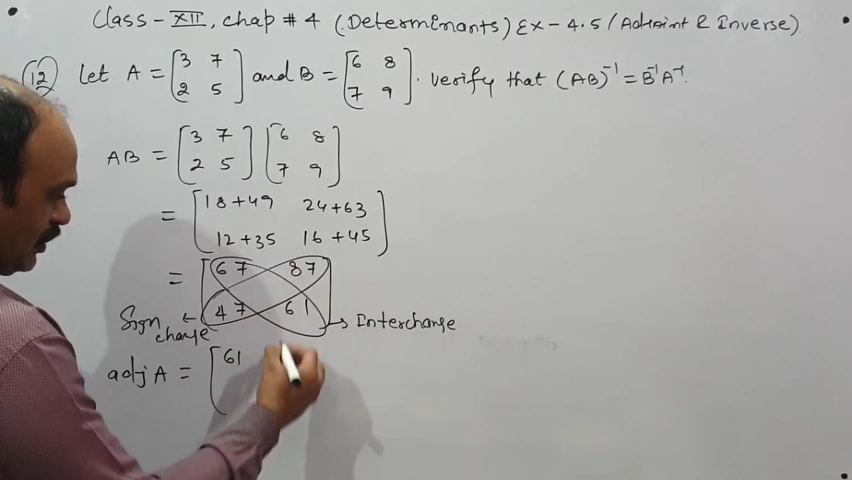 Class - XII, chap # 4 (Determenants) Ex - 4.5 (Adjoint & Inverse)
(12) Let A = [3 7 and B = [6 8 . verify that (AB)⁻¹ = B⁻¹A⁻¹.
2 5] 7 9]
AB = [3 7 [6 8
2 5] 7 9]
= [18+49 24+63
12+35 16+45]
= [67 87
47 61]
Sign change ← → Interchange
adj A = [61